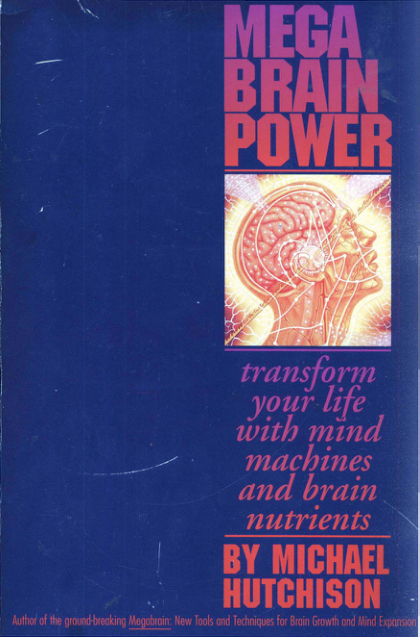 MEGA
BRAIN
POWER
transform
your life
with mind
machines
and brain
nutrients
BY MICHAEL
HUTCHISON
Author of the ground-breaking Megabrain: New Tools and Techniques for Brain Growth and Mind Expansion